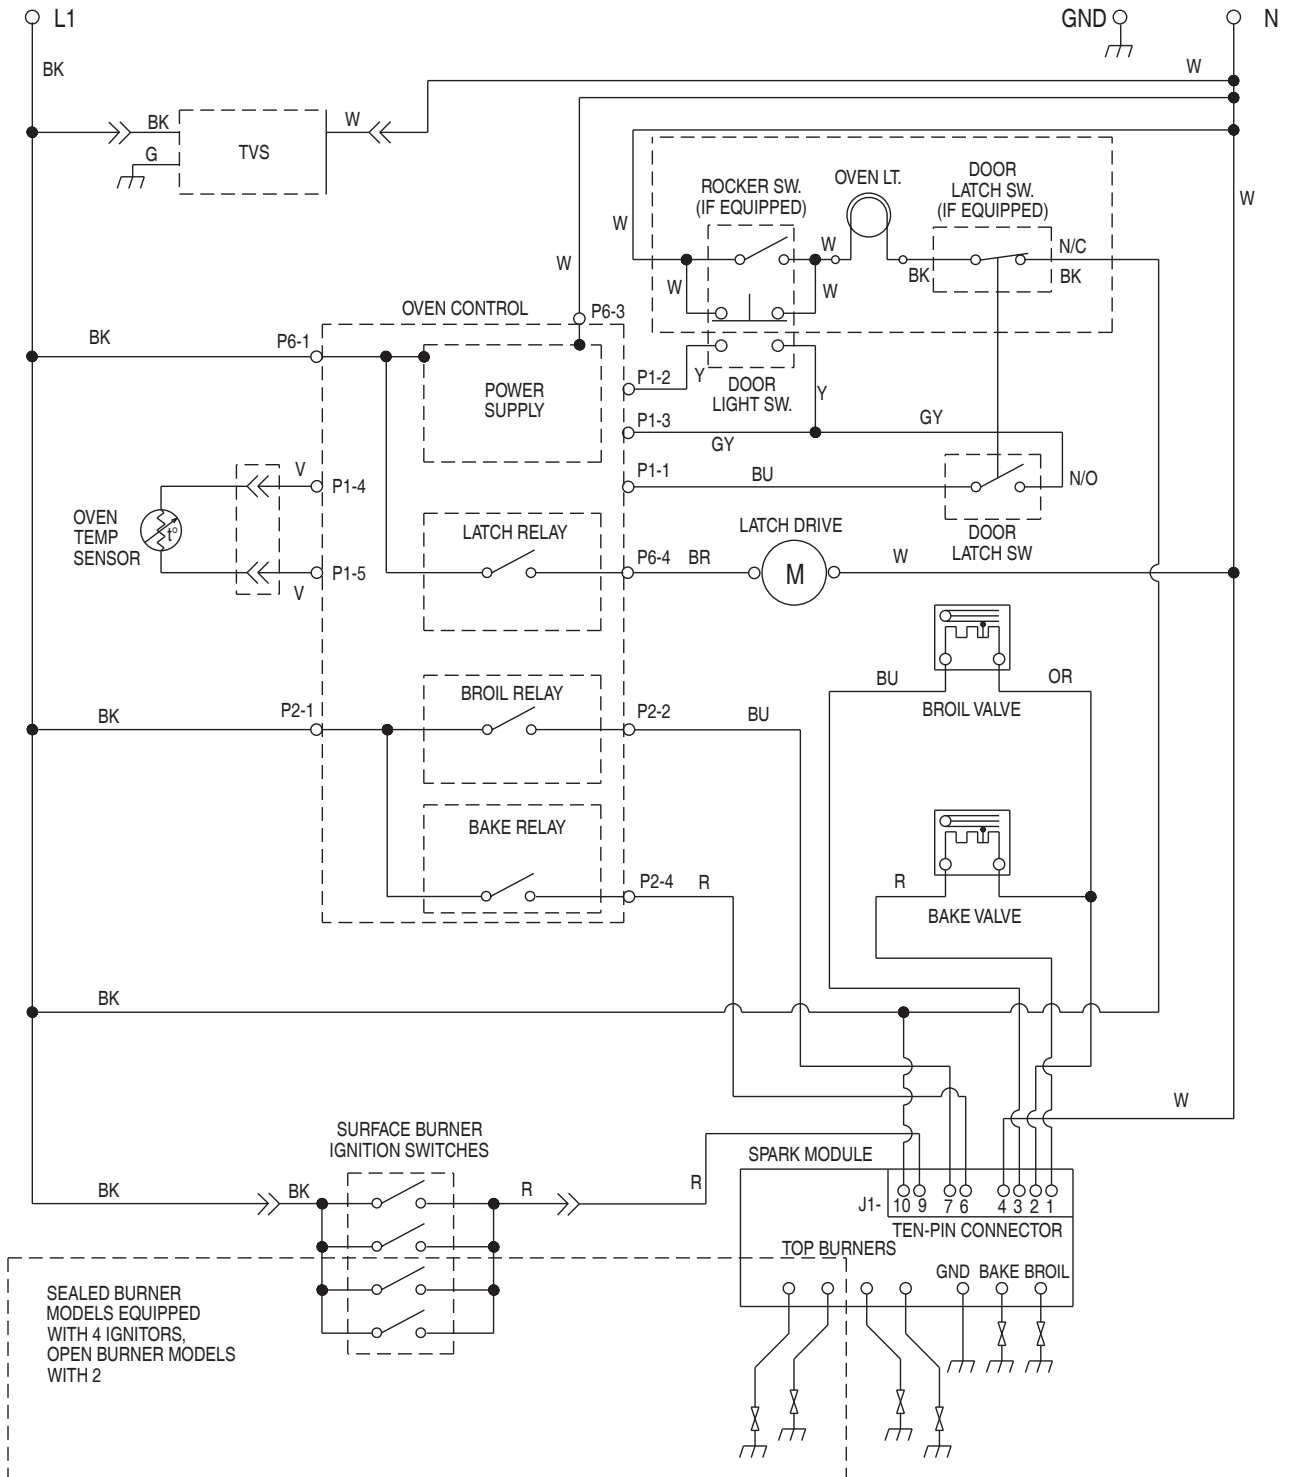 L1
GND
N
BK
W
BK
W
G
TVS
W
ROCKER SW.
(IF EQUIPPED)
OVEN LT.
DOOR
LATCH SW.
(IF EQUIPPED)
W
W
N/C
BK
BK
W
W
W
OVEN CONTROL
P6-3
BK
P6-1
POWER
SUPPLY
P1-2
Y
DOOR
LIGHT SW.
Y
P1-3
GY
GY
P1-1
BU
N/O
DOOR
LATCH SW
V
P1-4
OVEN
TEMP
SENSOR
t°
P1-5
V
LATCH RELAY
P6-4
BR
LATCH DRIVE
M
W
BU
OR
BROIL VALVE
BK
P2-1
BROIL RELAY
P2-2
BU
BAKE RELAY
P2-4
R
R
BAKE VALVE
BK
W
SURFACE BURNER
IGNITION SWITCHES
BK
BK
R
R
SPARK MODULE
J1-
10 9 7 6 4 3 2 1
TEN-PIN CONNECTOR
TOP BURNERS
GND BAKE BROIL
SEALED BURNER
MODELS EQUIPPED
WITH 4 IGNITORS,
OPEN BURNER MODELS
WITH 2